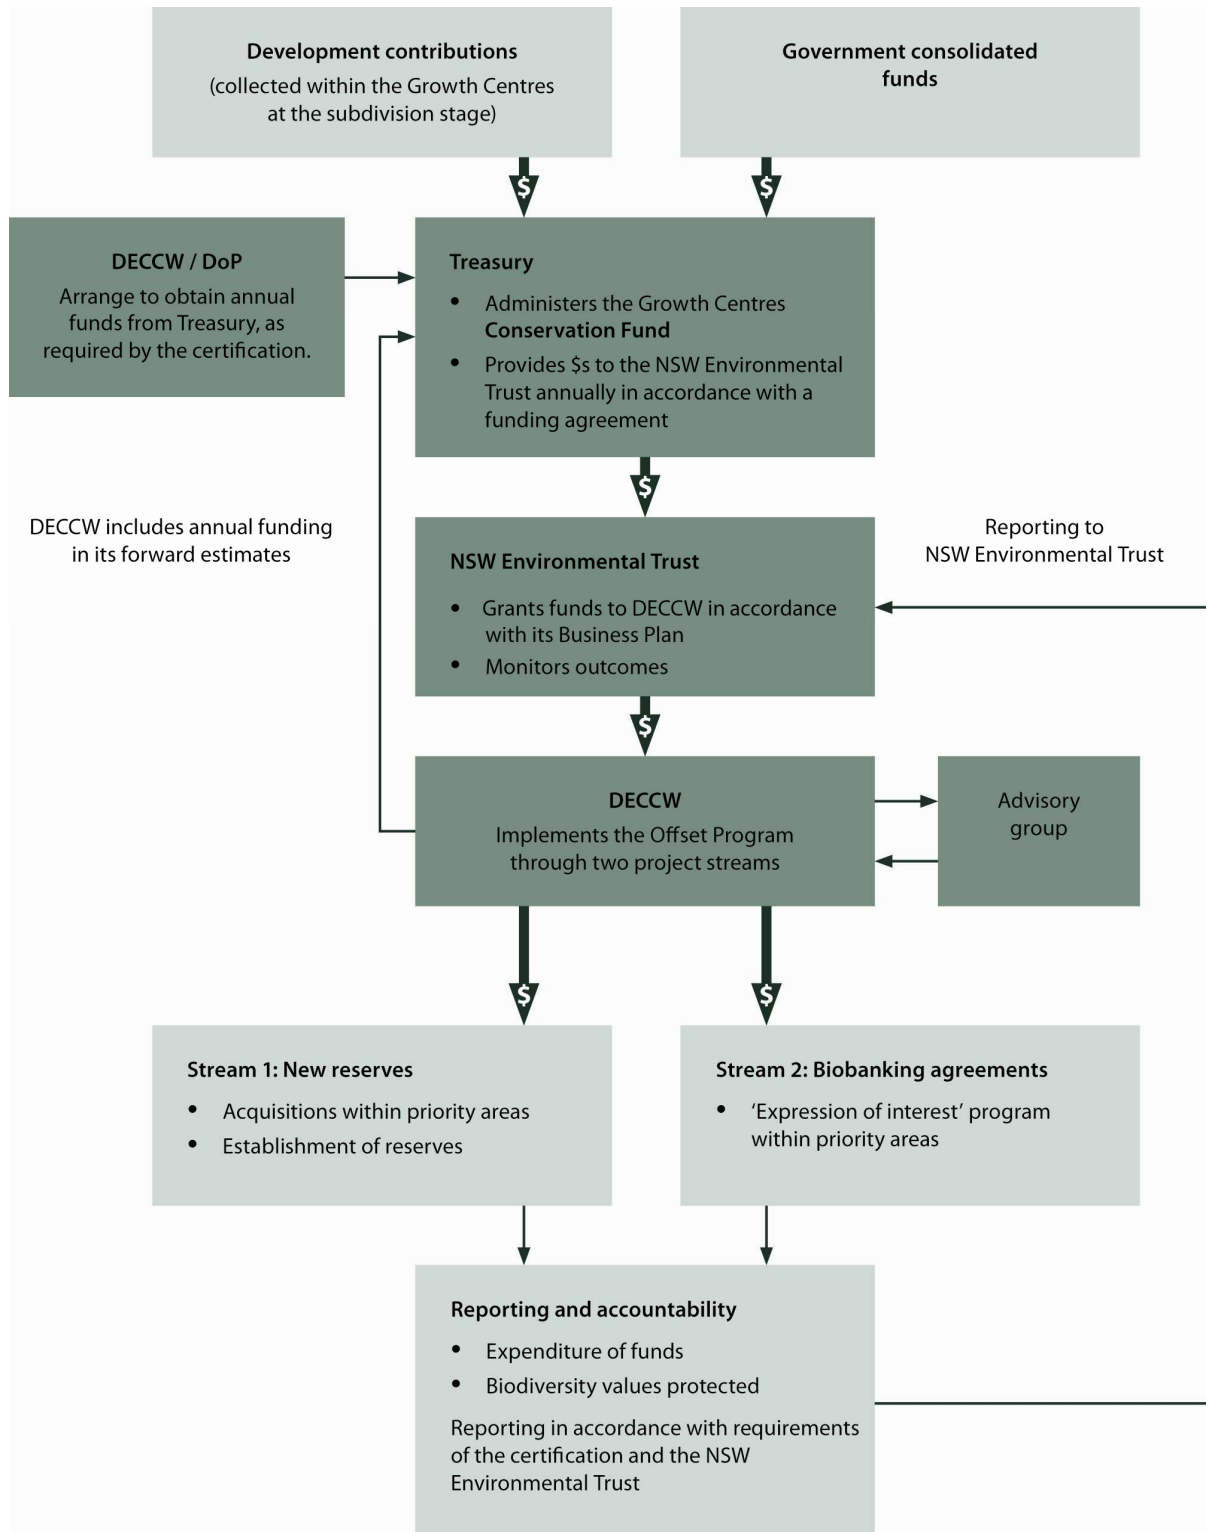 Development contributions
(collected within the Growth Centres
at the subdivision stage)
Government consolidated
funds
$
$
DECCW / DoP
Arrange to obtain annual
funds from Treasury, as
required by the certification.
Treasury
• Administers the Growth Centres
Conservation Fund
• Provides $s to the NSW Environmental
Trust annually in accordance with a
funding agreement
$
DECCW includes annual funding
in its forward estimates
NSW Environmental Trust
• Grants funds to DECCW in accordance
with its Business Plan
• Monitors outcomes
Reporting to
NSW Environmental Trust
$
DECCW
Implements the Offset Program
through two project streams
Advisory
group
$
$
Stream 1: New reserves
• Acquisitions within priority areas
• Establishment of reserves
Stream 2: Biobanking agreements
• ‘Expression of interest’ program
within priority areas
Reporting and accountability
• Expenditure of funds
• Biodiversity values protected
Reporting in accordance with requirements
of the certification and the NSW
Environmental Trust